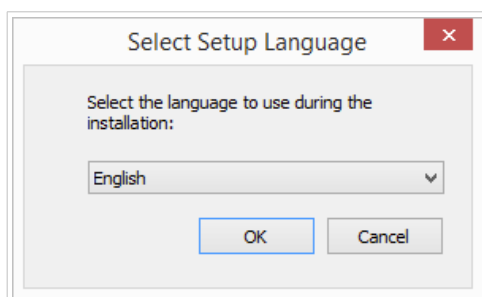 Select Setup Language
Select the language to use during the
installation:
English
OK
Cancel